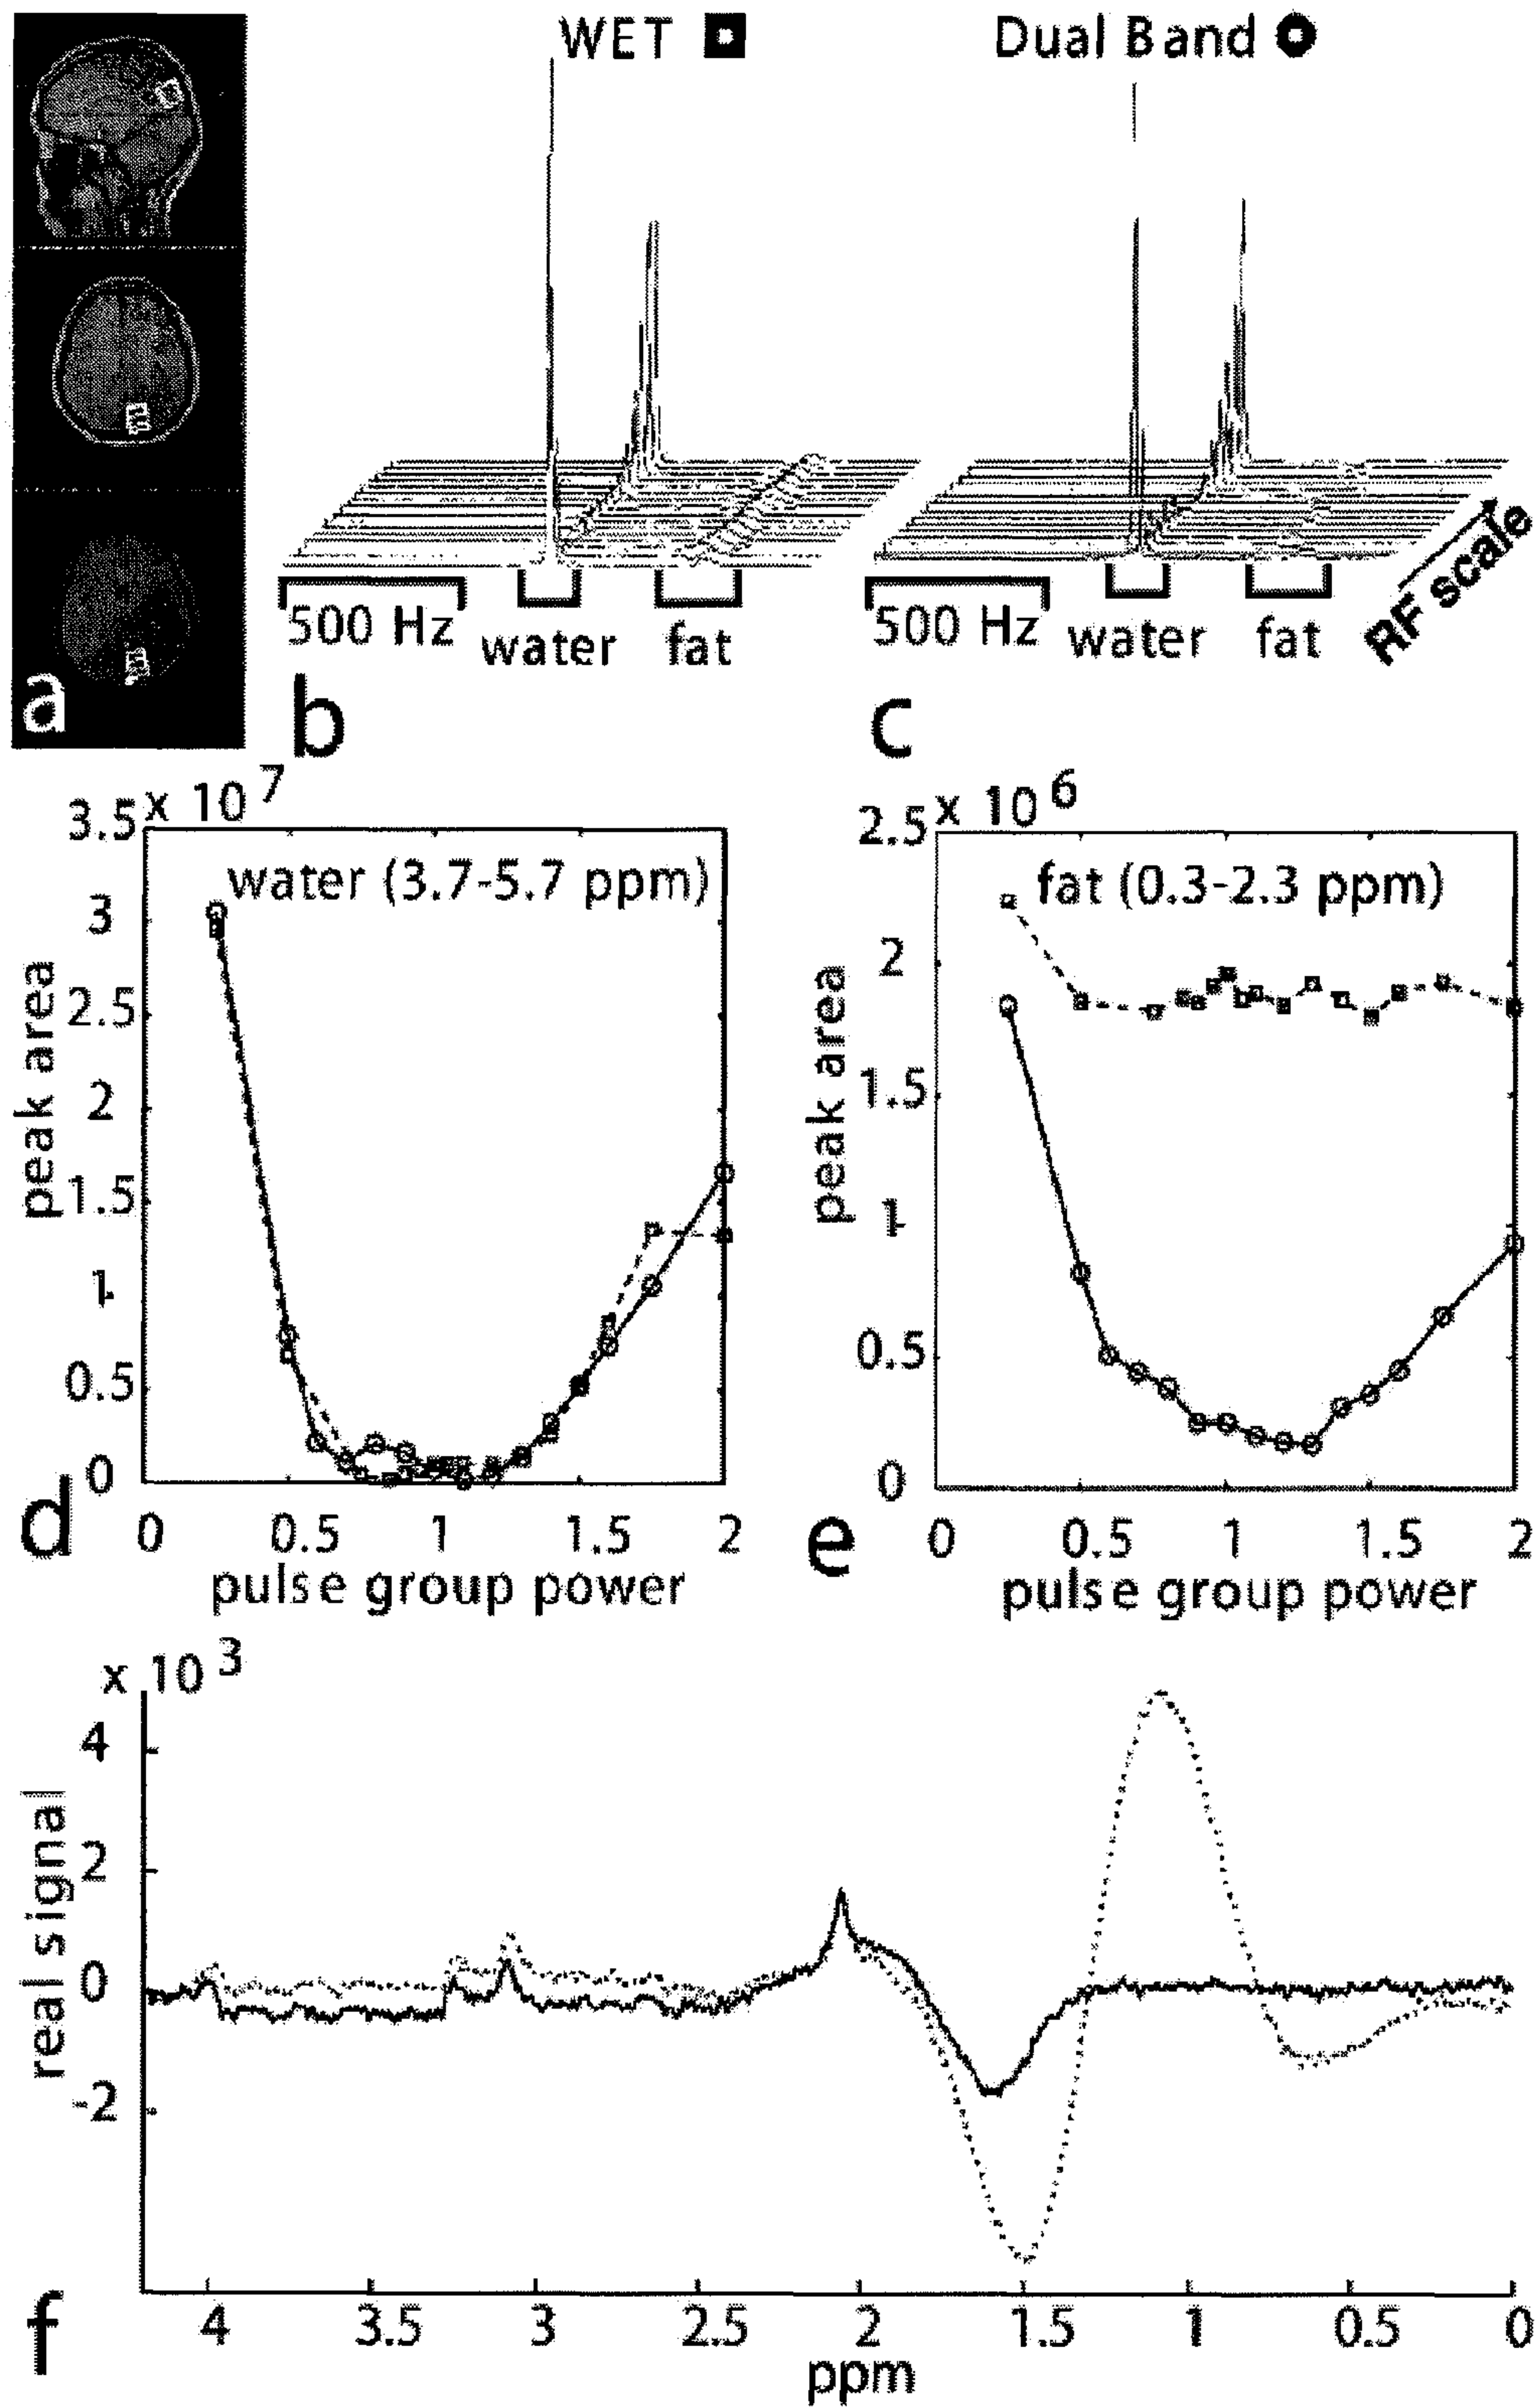 WET Dual Band
500 Hz water fat 500 Hz water fat RF scale
a b c
x 10 7
3.5
water (3.7-5.7 ppm)
3
2.5
2
1.5
1
0.5
0
peak area
0 0.5 1 1.5 2
pulse group power
d
x 10 6
2.5
fat (0.3-2.3 ppm)
2
1.5
1
0.5
0
peak area
0 0.5 1 1.5 2
pulse group power
e
x 10 3
4
2
0
-2
real signal
4 3.5 3 2.5 2 1.5 1 0.5 0
ppm
f